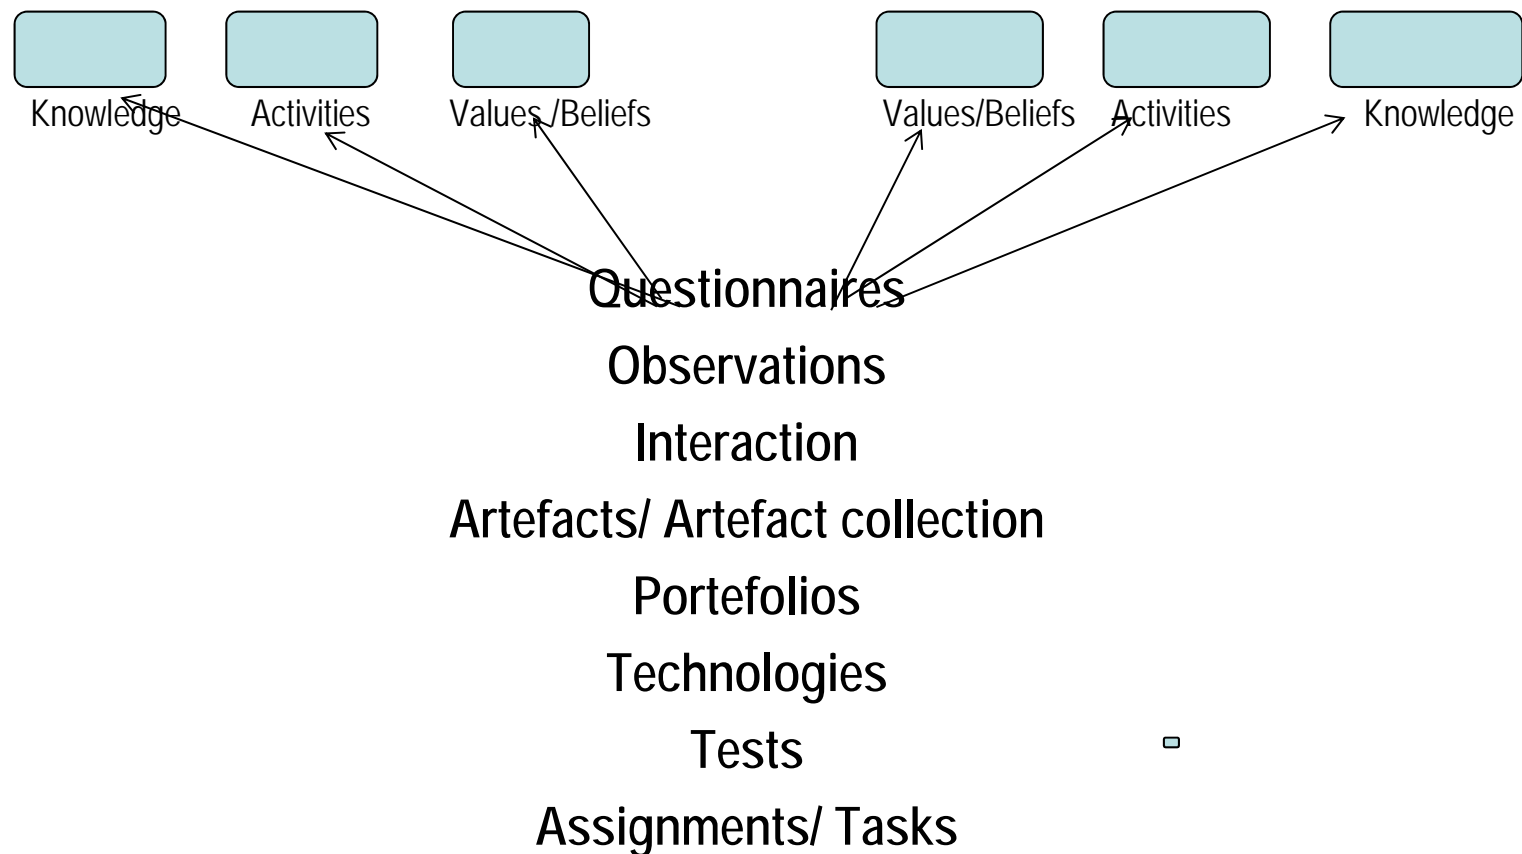 Knowledge Activities Values /Beliefs Values/Beliefs Activities Knowledge
Questionnaires
Observations
Interaction
Artefacts/ Artefact collection
Portefolios
Technologies
Tests
Assignments/ Tasks